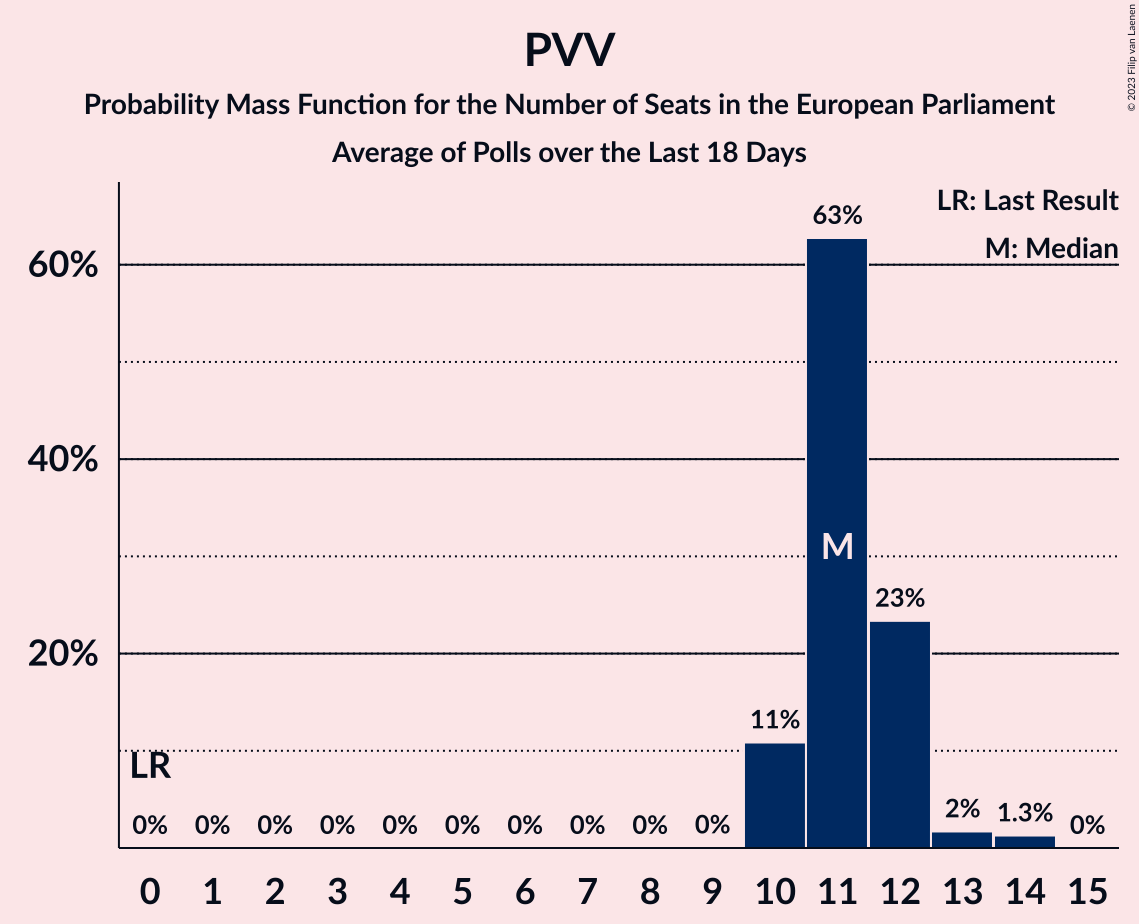 PVV
Probability Mass Function for the Number of Seats in the European Parliament
Average of Polls over the Last 18 Days
© 2023 Filip van Laenen
LR: Last Result
M: Median
60%
40%
20%
63%
M
23%
11%
LR
2%
1.3%
0% 0% 0% 0% 0% 0% 0% 0% 0% 0% 0%
0 1 2 3 4 5 6 7 8 9 10 11 12 13 14 15